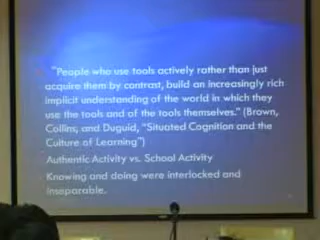 "People who use tools actively rather than just
acquire them by contrast, build an increasingly rich
implicit understanding of the world in which they
use the tools and of the tools themselves." (Brown,
Collins, and Duguid, "Situated Cognition and the
Culture of Learning")
Authentic Activity vs. School Activity
Knowing and doing were interlocked and
inseparable.